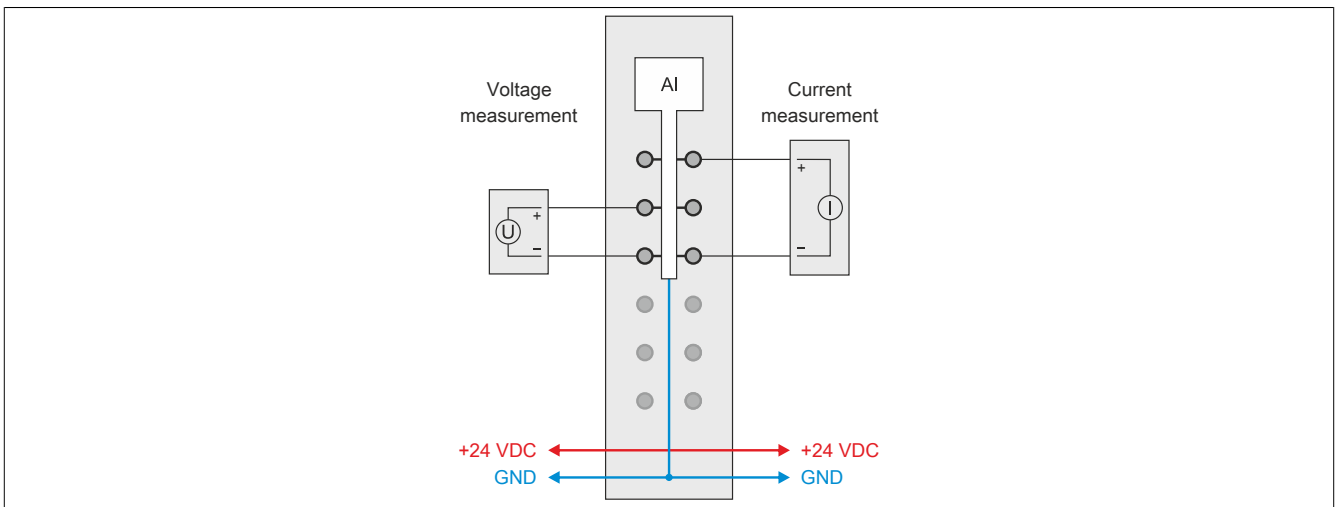 AI
Voltage
measurement
Current
measurement
+
I
−
+
U
−
+24 VDC
+24 VDC
GND
GND